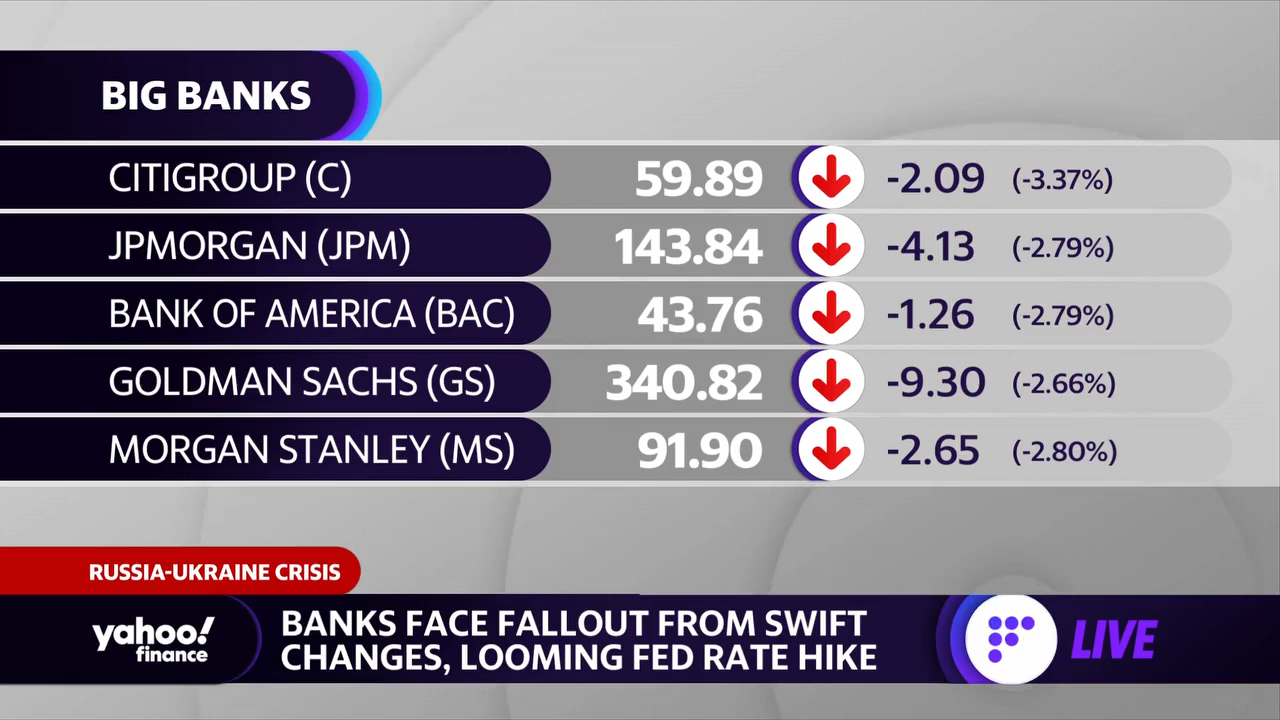 BIG BANKS
CITIGROUP (C) 59.89 -2.09 (-3.37%)
JPMORGAN (JPM) 143.84 -4.13 (-2.79%)
BANK OF AMERICA (BAC) 43.76 -1.26 (-2.79%)
GOLDMAN SACHS (GS) 340.82 -9.30 (-2.66%)
MORGAN STANLEY (MS) 91.90 -2.65 (-2.80%)
RUSSIA-UKRAINE CRISIS
yahoo!
finance
BANKS FACE FALLOUT FROM SWIFT
CHANGES, LOOMING FED RATE HIKE
LIVE